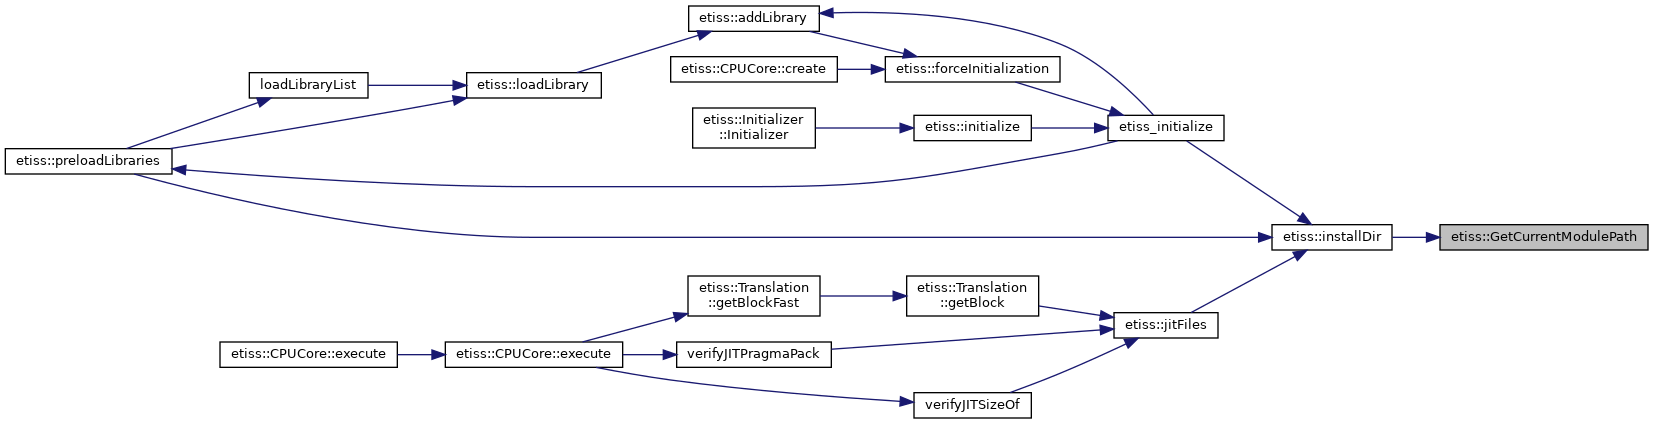 etiss::addLibrary
etiss::CPUCore::create
etiss::forceInitialization
loadLibraryList
etiss::loadLibrary
etiss::Initializer
::Initializer
etiss::initialize
etiss_initialize
etiss::preloadLibraries
etiss::installDir
etiss::GetCurrentModulePath
etiss::Translation
::getBlockFast
etiss::Translation
::getBlock
etiss::jitFiles
etiss::CPUCore::execute
etiss::CPUCore::execute
verifyJITPragmaPack
verifyJITSizeOf